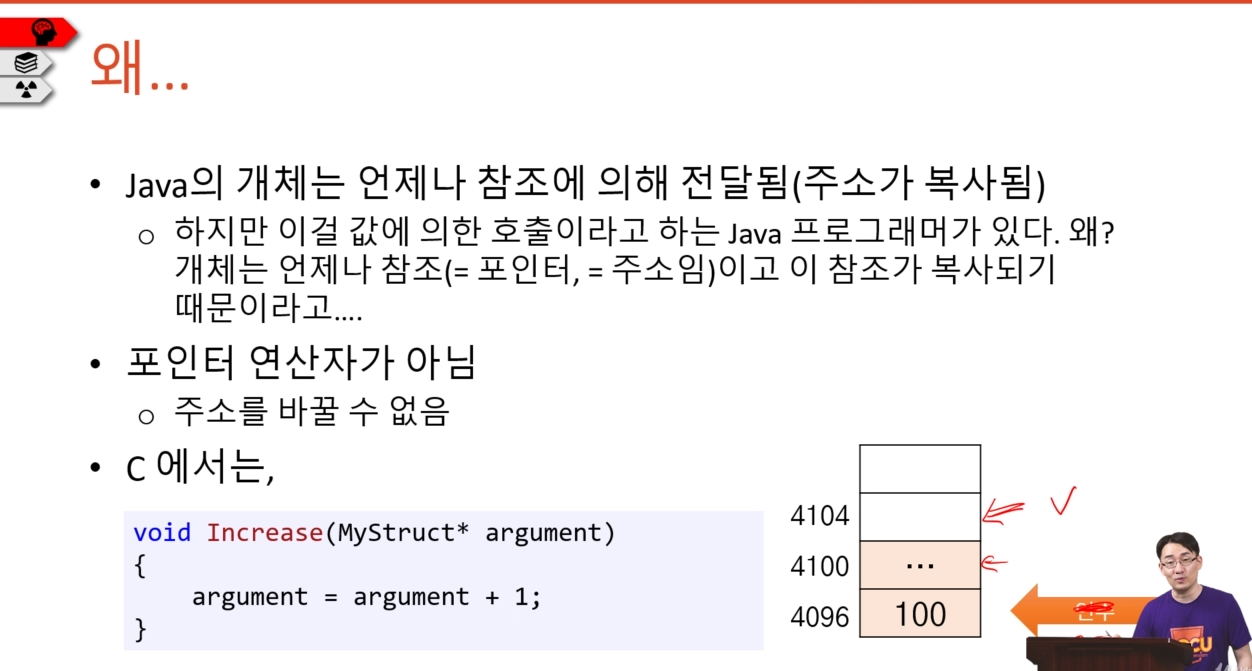 왜...
• Java의 개체는 언제나 참조에 의해 전달됨(주소가 복사됨)
o 하지만 이걸 값에 의한 호출이라고 하는 Java 프로그래머가 있다. 왜?
개체는 언제나 참조(= 포인터, = 주소임)이고 이 참조가 복사되기
때문이라고....
• 포인터 연산자가 아님
o 주소를 바꿀 수 없음
• C 에서는,
void Increase(MyStruct* argument)
{
argument = argument + 1;
}
4104
4100 ...
4096 100